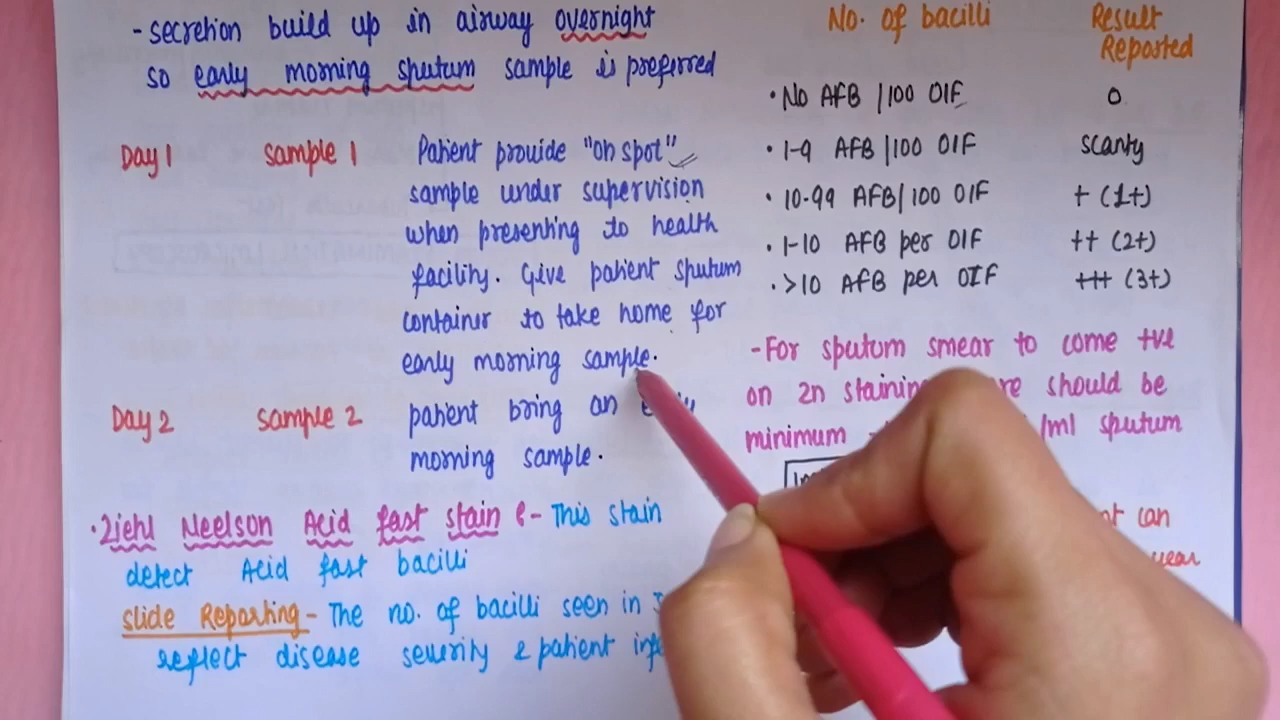 - secretion build up in airway overnight
so early morning sputum sample is preferred
Day 1 sample 1 Patient provide "on spot"
sample under supervision
when presenting to health
facility. Give patient sputum
container to take home for
early morning sample.
Day 2 sample 2 patient bring an
morning sample.
· Ziehl Neelson Acid fast stain :- This stain
detect Acid fast bacilli
slide Reporting - The no. of bacilli seen in
reflect disease severity & patient
No. of bacilli Result
Reported
· No AFB /100 OIF 0
· 1-9 AFB/100 OIF scanty
· 10-99 AFB/100 OIF + (1+)
· 1-10 AFB per OIF ++ (2+)
· >10 AFB per OIF +++ (3+)
- For sputum smear to come +ve
on Zn staining should be
minimum /ml sputum
can